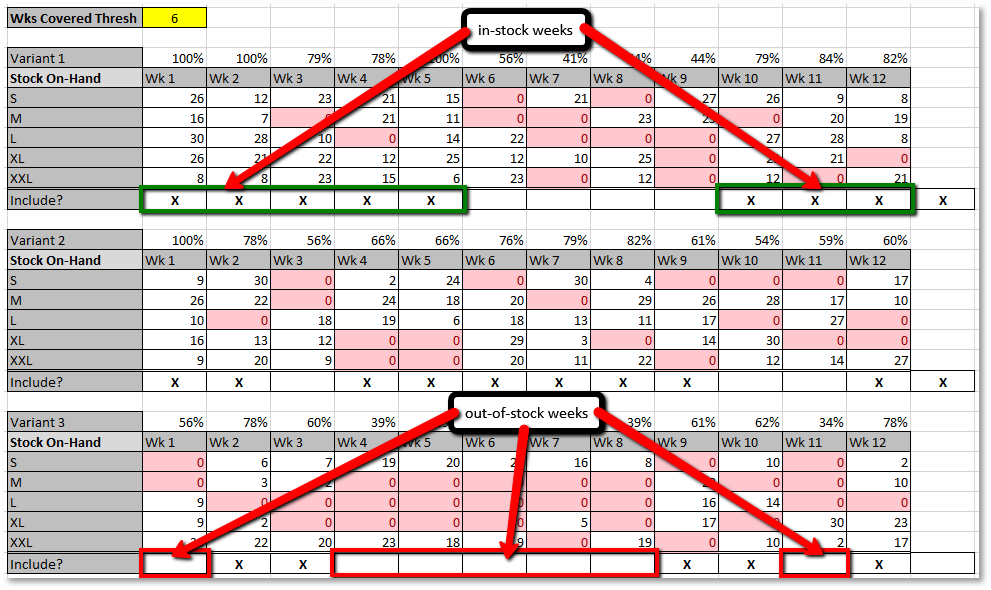 Wks Covered Thresh 6
in-stock weeks
Variant 1 100% 100% 79% 78% 56% 41% 44% 79% 84% 82%
Stock On-Hand Wk 1 Wk 2 Wk 3 Wk 4 Wk 5 Wk 6 Wk 7 Wk 8 Wk 9 Wk 10 Wk 11 Wk 12
S 26 12 23 21 15 0 21 0 27 26 9 8
M 16 7 21 11 0 0 23 0 20 19
L 30 28 10 0 14 22 0 0 0 27 28 8
XL 26 21 22 12 25 12 10 25 0 21 0
XXL 8 8 23 15 6 23 0 12 0 12 0 21
Include? X X X X X X X X X
Variant 2 100% 78% 56% 66% 66% 76% 79% 82% 61% 54% 59% 60%
Stock On-Hand Wk 1 Wk 2 Wk 3 Wk 4 Wk 5 Wk 6 Wk 7 Wk 8 Wk 9 Wk 10 Wk 11 Wk 12
S 9 30 0 2 24 0 30 4 0 0 0 17
M 26 22 0 24 18 20 0 29 26 28 17 10
L 10 0 18 19 6 18 13 11 17 0 27 0
XL 16 13 12 0 0 29 3 0 14 30 0 0
XXL 9 20 9 0 0 20 11 22 0 12 14 27
Include? X X X X X X X X X X
out-of-stock weeks
Variant 3 56% 78% 60% 39% 39% 61% 62% 34% 78%
Stock On-Hand Wk 1 Wk 2 Wk 3 Wk 4 Wk 5 Wk 6 Wk 7 Wk 8 Wk 9 Wk 10 Wk 11 Wk 12
S 0 6 7 19 20 16 8 0 10 0 2
M 0 3 0 0 0 0 0 0 10
L 9 0 0 0 0 0 0 0 16 14 0 0
XL 9 2 0 0 0 0 5 0 17 0 30 23
XXL 22 20 23 18 0 19 0 10 2 17
Include? X X X X X